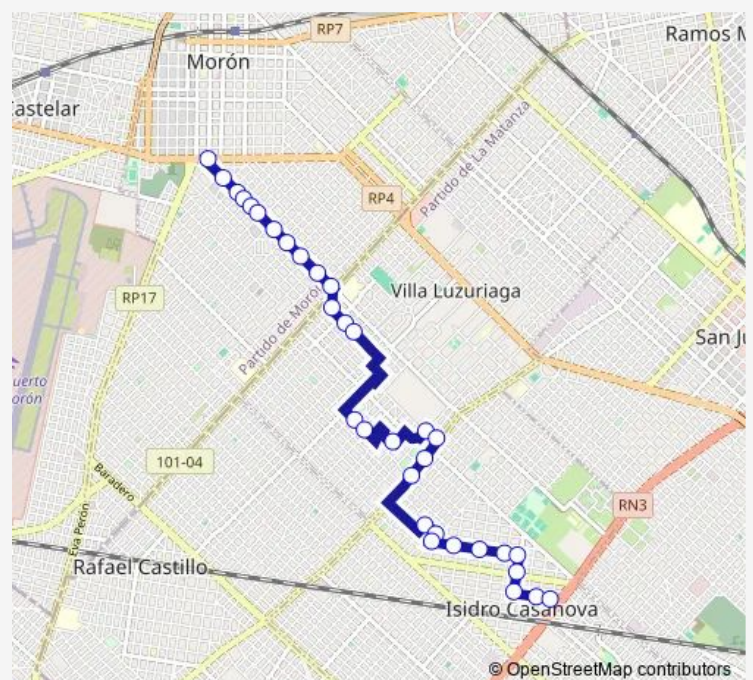 RP7
Ramos M
Morón
astelar
RP4
Partido de La Matanza
Villa Luzuriaga
RP17
Partido de Morón
San Ju
uerto
orón
101-04
Baradero
RN3
Eva Perón
Rafael Castillo
Isidro Casanova
© OpenStreetMap contributors